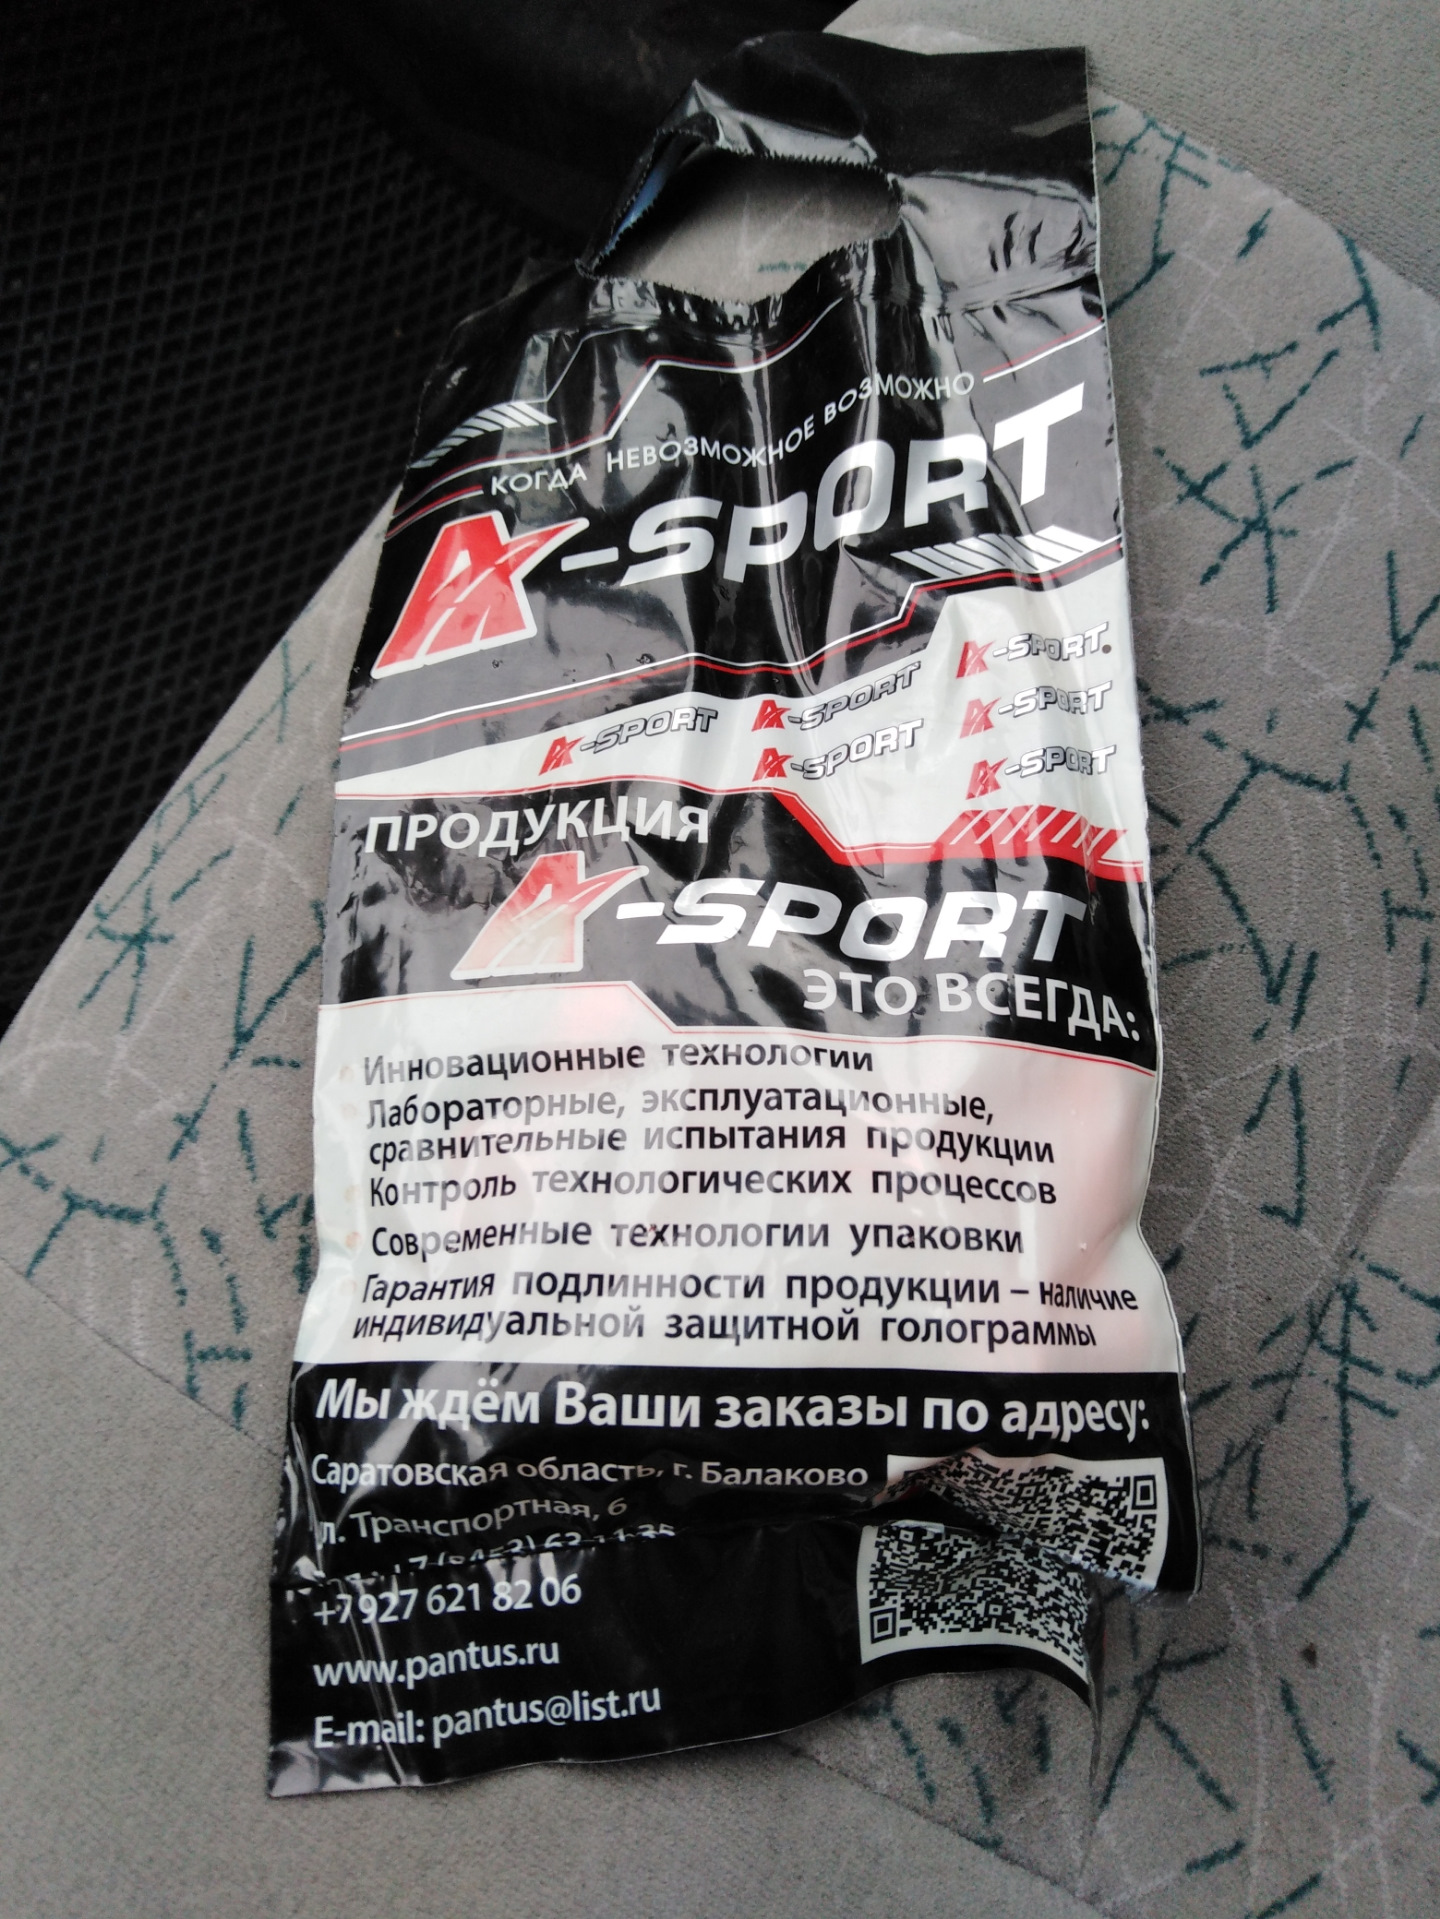 КОГДА НЕВОЗМОЖНОЕ ВОЗМОЖНО
A-SPORT
A-SPORT
A-SPORT
A-SPORT.
A-SPORT
A-SPORT
A-SPORT
ПРОДУКЦИЯ
A-SPORT
ЭТО ВСЕГДА:
Инновационные технологии
Лабораторные, эксплуатационные,
сравнительные испытания продукции
Контроль технологических процессов
Современные технологии упаковки
Гарантия подлинности продукции – наличие
индивидуальной защитной голограммы
Мы ждём Ваши заказы по адресу:
Саратовская область, г. Балаково
Транспортная, 6
+7 927 621 82 06
www.pantus.ru
E-mail: pantus@list.ru